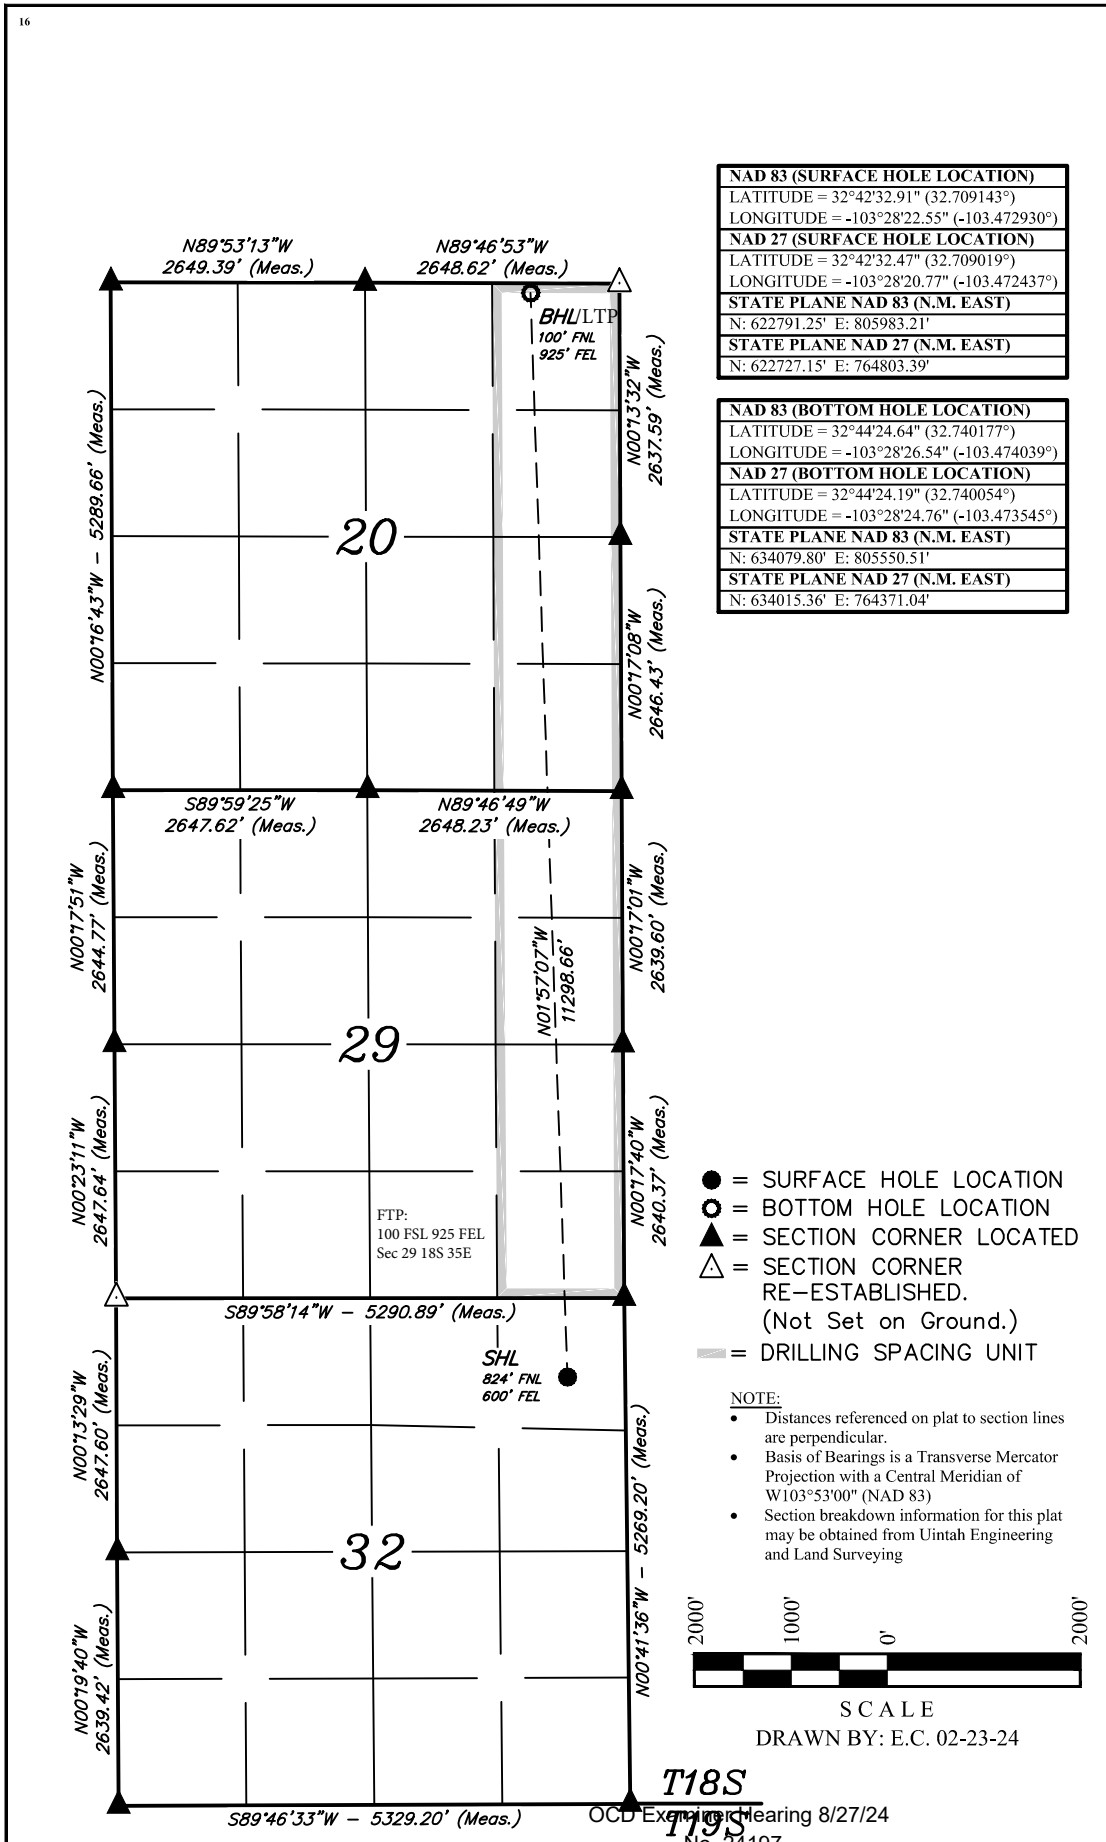 16
NAD 83 (SURFACE HOLE LOCATION)
LATITUDE = 32°42'32.91" (32.709143°)
LONGITUDE = -103°28'22.55" (-103.472930°)
NAD 27 (SURFACE HOLE LOCATION)
LATITUDE = 32°42'32.47" (32.709019°)
LONGITUDE = -103°28'20.77" (-103.472437°)
STATE PLANE NAD 83 (N.M. EAST)
N: 622791.25' E: 805983.21'
STATE PLANE NAD 27 (N.M. EAST)
N: 622727.15' E: 764803.39'
NAD 83 (BOTTOM HOLE LOCATION)
LATITUDE = 32°44'24.64" (32.740177°)
LONGITUDE = -103°28'26.54" (-103.474039°)
NAD 27 (BOTTOM HOLE LOCATION)
LATITUDE = 32°44'24.19" (32.740054°)
LONGITUDE = -103°28'24.76" (-103.473545°)
STATE PLANE NAD 83 (N.M. EAST)
N: 634079.80' E: 805550.51'
STATE PLANE NAD 27 (N.M. EAST)
N: 634015.36' E: 764371.04'
N89°53'13"W
2649.39' (Meas.)
N89°46'53"W
2648.62' (Meas.)
BHL/LTP
100' FNL
925' FEL
N00°13'32"W
2637.59' (Meas.)
N00°16'43"W - 5289.66' (Meas.)
20
N00°17'08"W
2646.43' (Meas.)
S89°59'25"W
2647.62' (Meas.)
N89°46'49"W
2648.23' (Meas.)
N00°17'51"W
2644.77' (Meas.)
N00°17'01"W
2639.60' (Meas.)
N01°57'07"W
11298.66'
29
N00°23'11"W
2647.64' (Meas.)
N00°17'40"W
2640.37' (Meas.)
FTP:
100 FSL 925 FEL
Sec 29 18S 35E
S89°58'14"W - 5290.89' (Meas.)
SHL
824' FNL
600' FEL
N00°13'29"W
2647.60' (Meas.)
N00°41'36"W - 5269.20' (Meas.)
32
N00°19'40"W
2639.42' (Meas.)
S89°46'33"W - 5329.20' (Meas.)
T18S
T19S
= SURFACE HOLE LOCATION
= BOTTOM HOLE LOCATION
= SECTION CORNER LOCATED
= SECTION CORNER
RE-ESTABLISHED.
(Not Set on Ground.)
= DRILLING SPACING UNIT
NOTE:
• Distances referenced on plat to section lines
are perpendicular.
• Basis of Bearings is a Transverse Mercator
Projection with a Central Meridian of
W103°53'00" (NAD 83)
• Section breakdown information for this plat
may be obtained from Uintah Engineering
and Land Surveying
2000' 1000' 0' 2000'
SCALE
DRAWN BY: E.C. 02-23-24
OCD Examiner Hearing 8/27/24
No. 24197